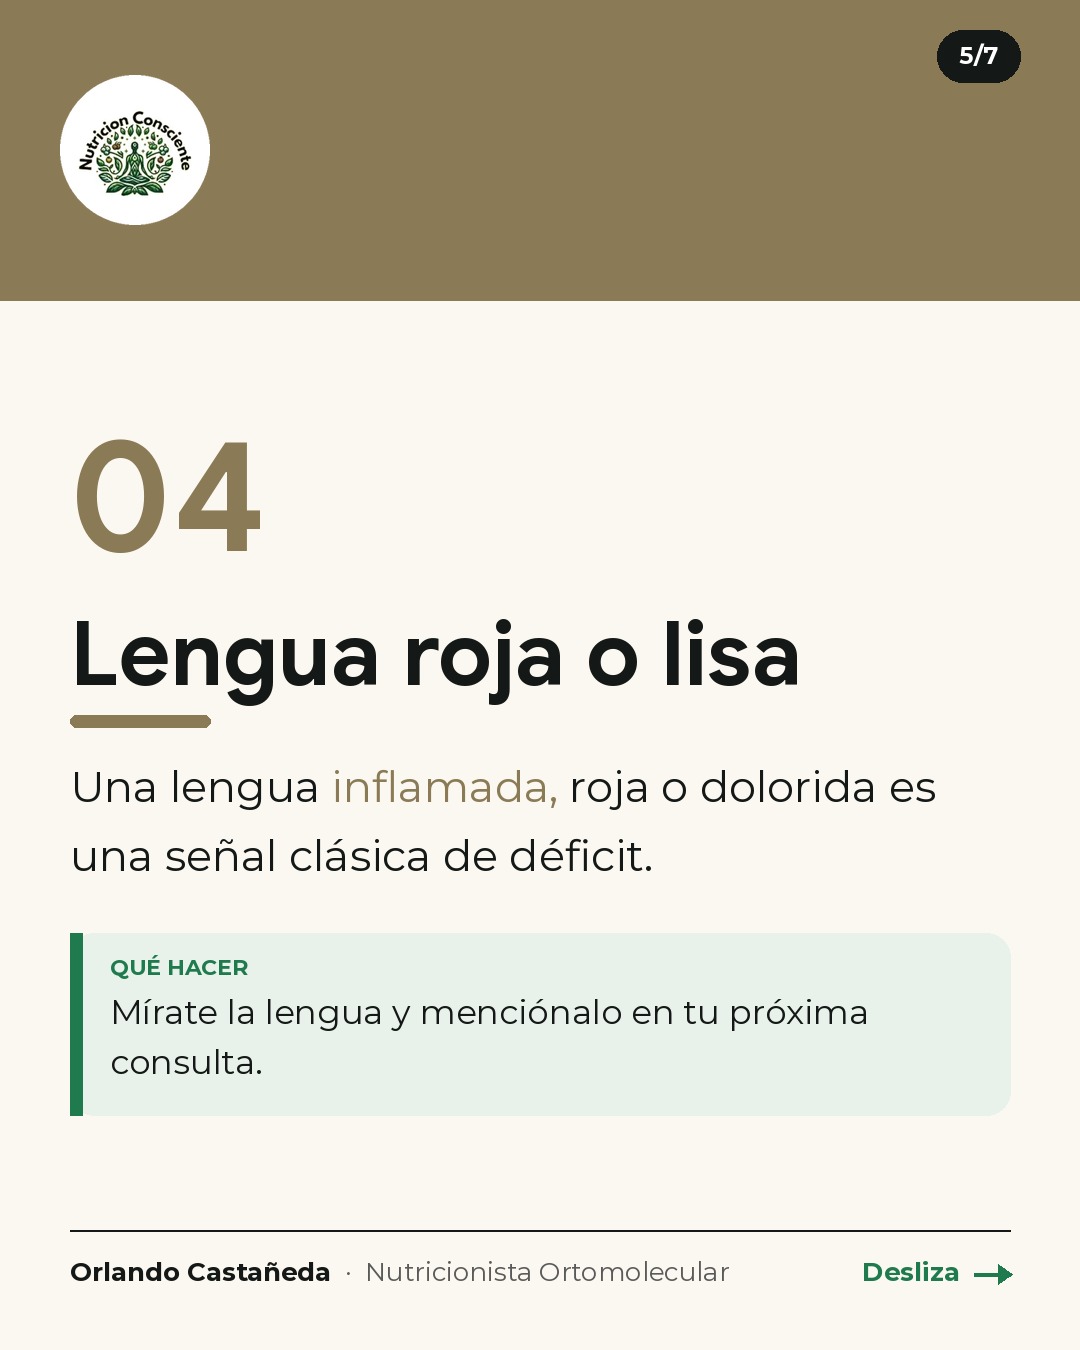 5/7
Nutricion Consciente
04
Lengua roja o lisa
Una lengua inflamada, roja o dolorida es
una señal clásica de déficit.
QUÉ HACER
Mírate la lengua y menciónalo en tu próxima
consulta.
Orlando Castañeda · Nutricionista Ortomolecular
Desliza